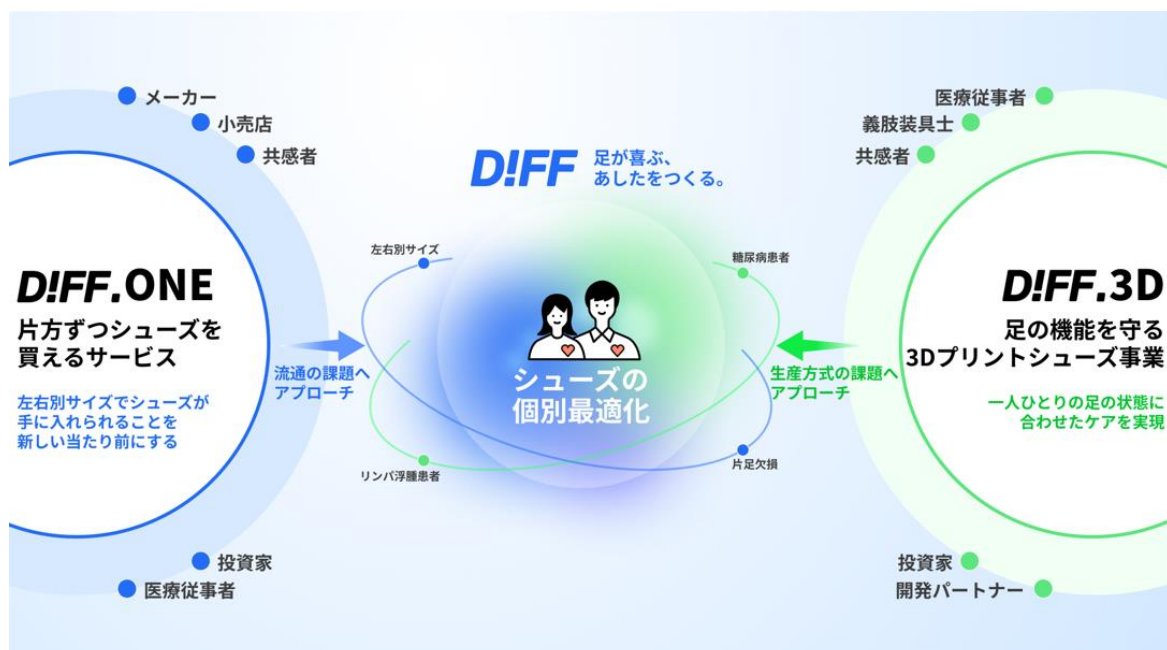 メーカー
小売店
共感者
D!FF.ONE
片方ずつシューズを
買えるサービス
左右別サイズでシューズが
手に入れられることを
新しい当たり前にする
投資家
医療従事者
流通の課題へ
アプローチ
D!FF
足が喜ぶ、
あしたをつくる。
左右別サイズ
糖尿病患者
シューズの
個別最適化
リンパ浮腫患者
片足欠損
生産方式の課題へ
アプローチ
医療従事者
義肢装具士
共感者
D!FF.3D
足の機能を守る
3Dプリントシューズ事業
一人ひとりの足の状態に
合わせたケアを実現
投資家
開発パートナー